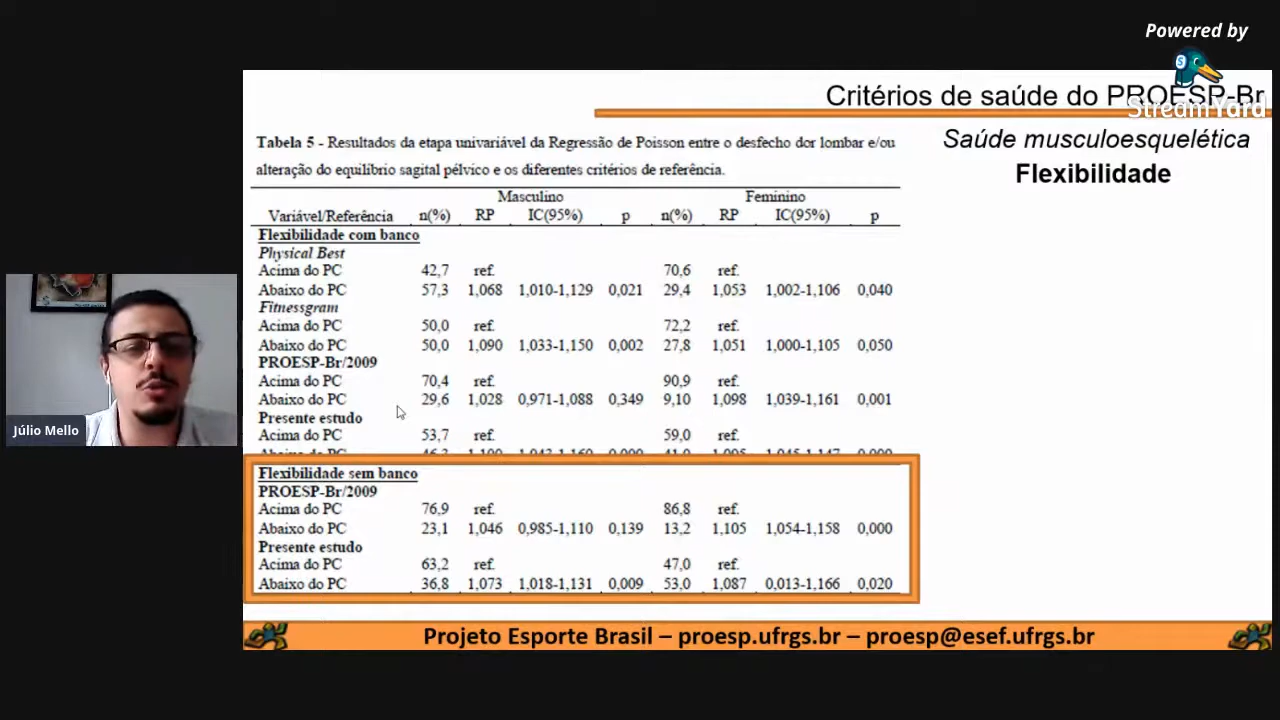 Powered by
StreamYard
Critérios de saúde do PROESP-Br
Saúde musculoesquelética
Flexibilidade
Tabela 5 - Resultados da etapa univariável da Regressão de Poisson entre o desfecho dor lombar e/ou
alteração do equilíbrio sagital pélvico e os diferentes critérios de referência.
Masculino Feminino
Variável/Referência n(%) RP IC(95%) p n(%) RP IC(95%) p
Flexibilidade com banco
Physical Best
Acima do PC 42,7 ref. 70,6 ref.
Abaixo do PC 57,3 1,068 1,010-1,129 0,021 29,4 1,053 1,002-1,106 0,040
Fitnessgram
Acima do PC 50,0 ref. 72,2 ref.
Abaixo do PC 50,0 1,090 1,033-1,150 0,002 27,8 1,051 1,000-1,105 0,050
PROESP-Br/2009
Acima do PC 70,4 ref. 90,9 ref.
Abaixo do PC 29,6 1,028 0,971-1,088 0,349 9,10 1,098 1,039-1,161 0,001
Presente estudo
Acima do PC 53,7 ref. 59,0 ref.
Flexibilidade sem banco
PROESP-Br/2009
Acima do PC 76,9 ref. 86,8 ref.
Abaixo do PC 23,1 1,046 0,985-1,110 0,139 13,2 1,105 1,054-1,158 0,000
Presente estudo
Acima do PC 63,2 ref. 47,0 ref.
Abaixo do PC 36,8 1,073 1,018-1,131 0,009 53,0 1,087 0,013-1,166 0,020
Júlio Mello
Projeto Esporte Brasil – proesp.ufrgs.br – proesp@esef.ufrgs.br